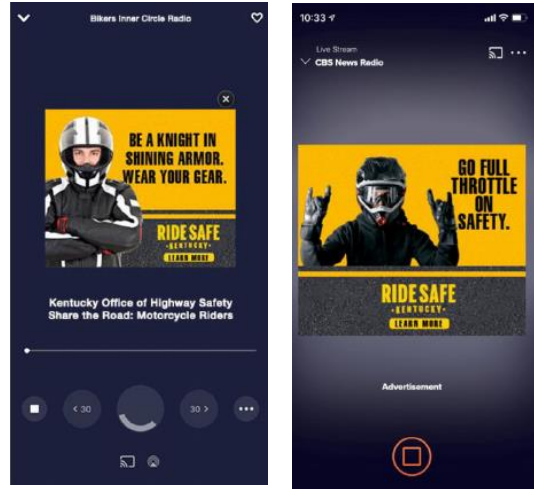 Bikers Inner Circle Radio
BE A KNIGHT IN
SHINING ARMOR.
WEAR YOUR GEAR.
RIDE SAFE
•KENTUCKY•
LEARN MORE
Kentucky Office of Highway Safety
Share the Road: Motorcycle Riders
< 30
30 >
10:33
Live Stream
CBS News Radio
GO FULL
THROTTLE
ON
SAFETY.
RIDE SAFE
•KENTUCKY•
LEARN MORE
Advertisement